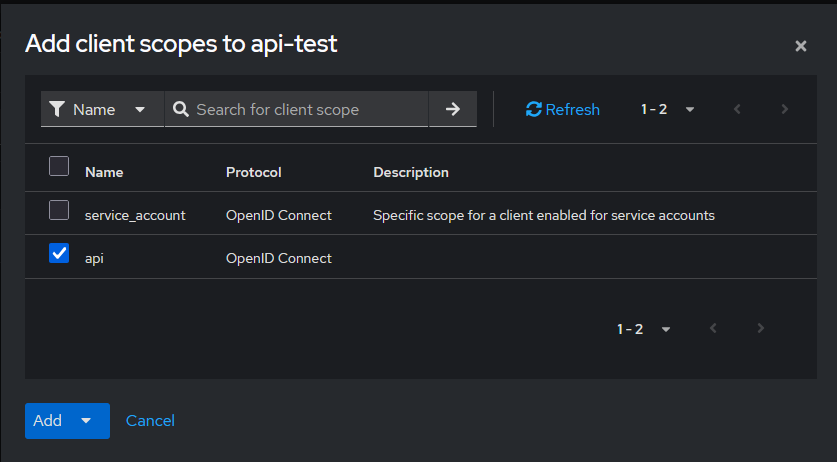 Add client scopes to api-test
Name Search for client scope Refresh 1 - 2
Name Protocol Description
service_account OpenID Connect Specific scope for a client enabled for service accounts
api OpenID Connect
1 - 2
Add Cancel